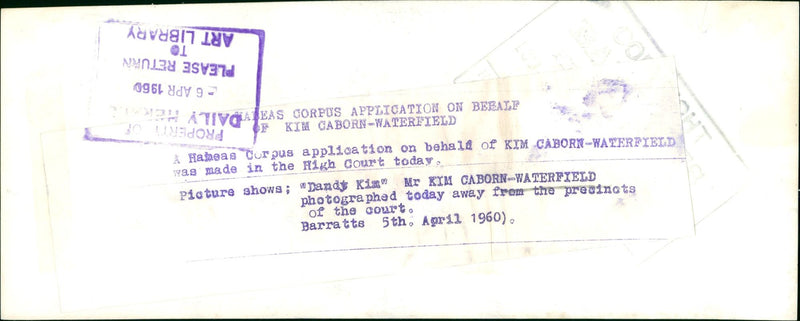 PROPERTY OF
DAILY HERALD
- 6 APR 1960
PLEASE RETURN
TO
ART LIBRARY
HABEAS CORPUS APPLICATION ON BEHALF
OF KIM CABORN-WATERFIELD
A Habeas Corpus application on behalf of KIM CABORN-WATERFIELD
was made in the High Court today.
Picture shows; "Dandy Kim" Mr KIM CABORN-WATERFIELD
photographed today away from the precincts
of the court.
Barratts 5th. April 1960).
COPYRIGHT